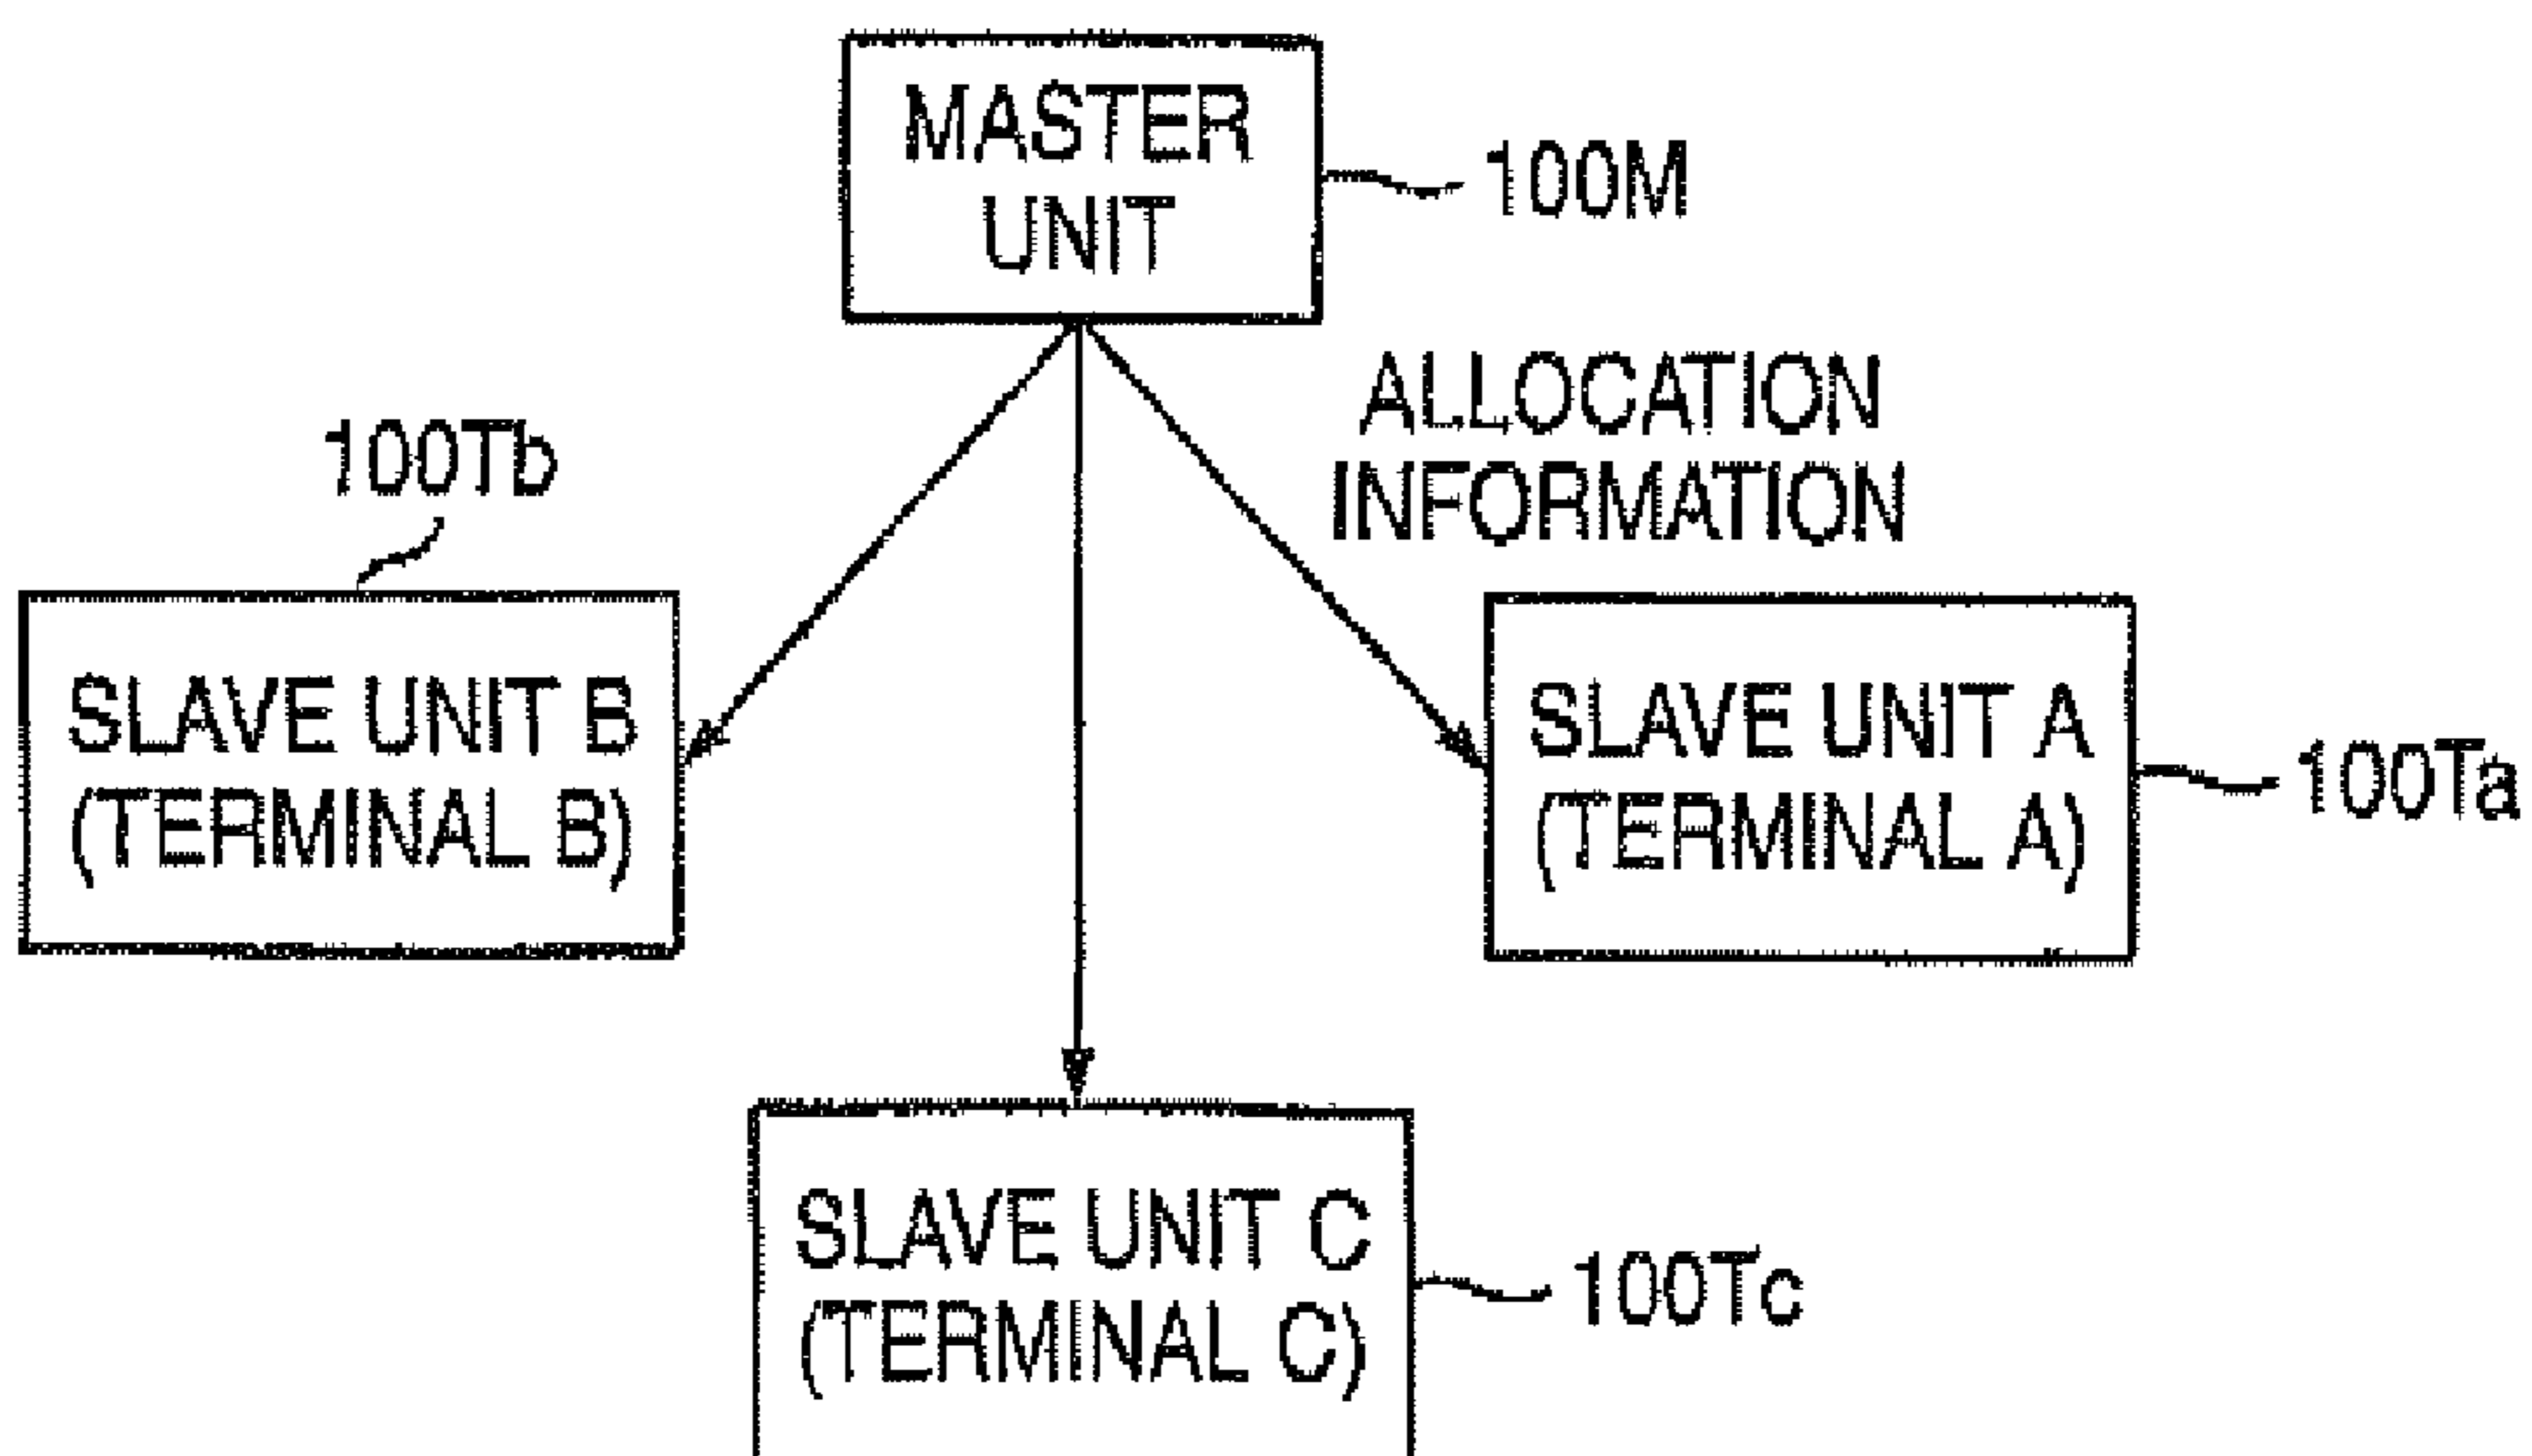 MASTER
UNIT
100M
ALLOCATION
INFORMATION
100Tb
SLAVE UNIT B
(TERMINAL B)
SLAVE UNIT A
(TERMINAL A)
100Ta
SLAVE UNIT C
(TERMINAL C)
100Tc